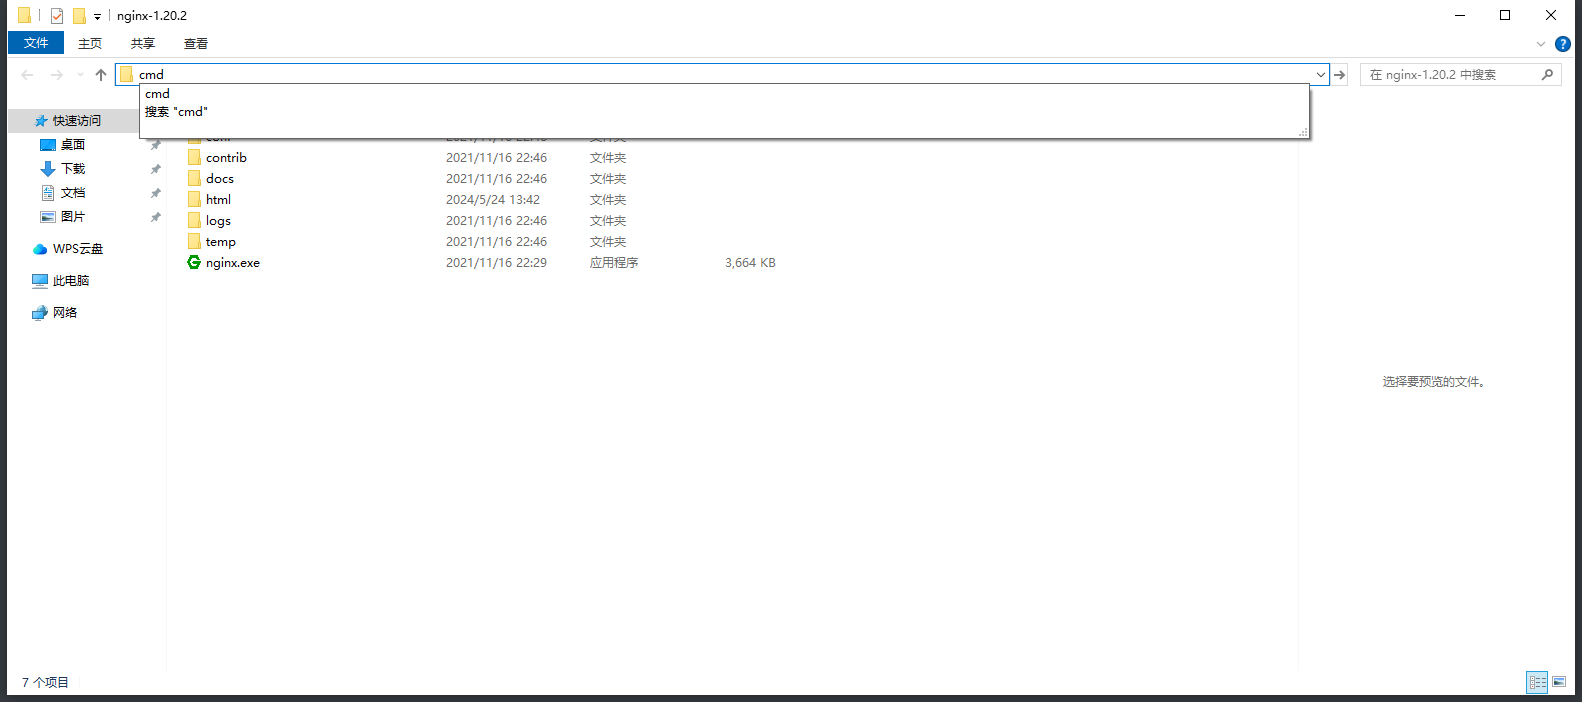 nginx-1.20.2
文件 主页 共享 查看
cmd
在 nginx-1.20.2 中搜索
cmd
搜索 "cmd"
快速访问
桌面
下载
文档
图片
WPS云盘
此电脑
网络
contrib 2021/11/16 22:46 文件夹
docs 2021/11/16 22:46 文件夹
html 2024/5/24 13:42 文件夹
logs 2021/11/16 22:46 文件夹
temp 2021/11/16 22:46 文件夹
nginx.exe 2021/11/16 22:29 应用程序 3,664 KB
选择要预览的文件。
7 个项目